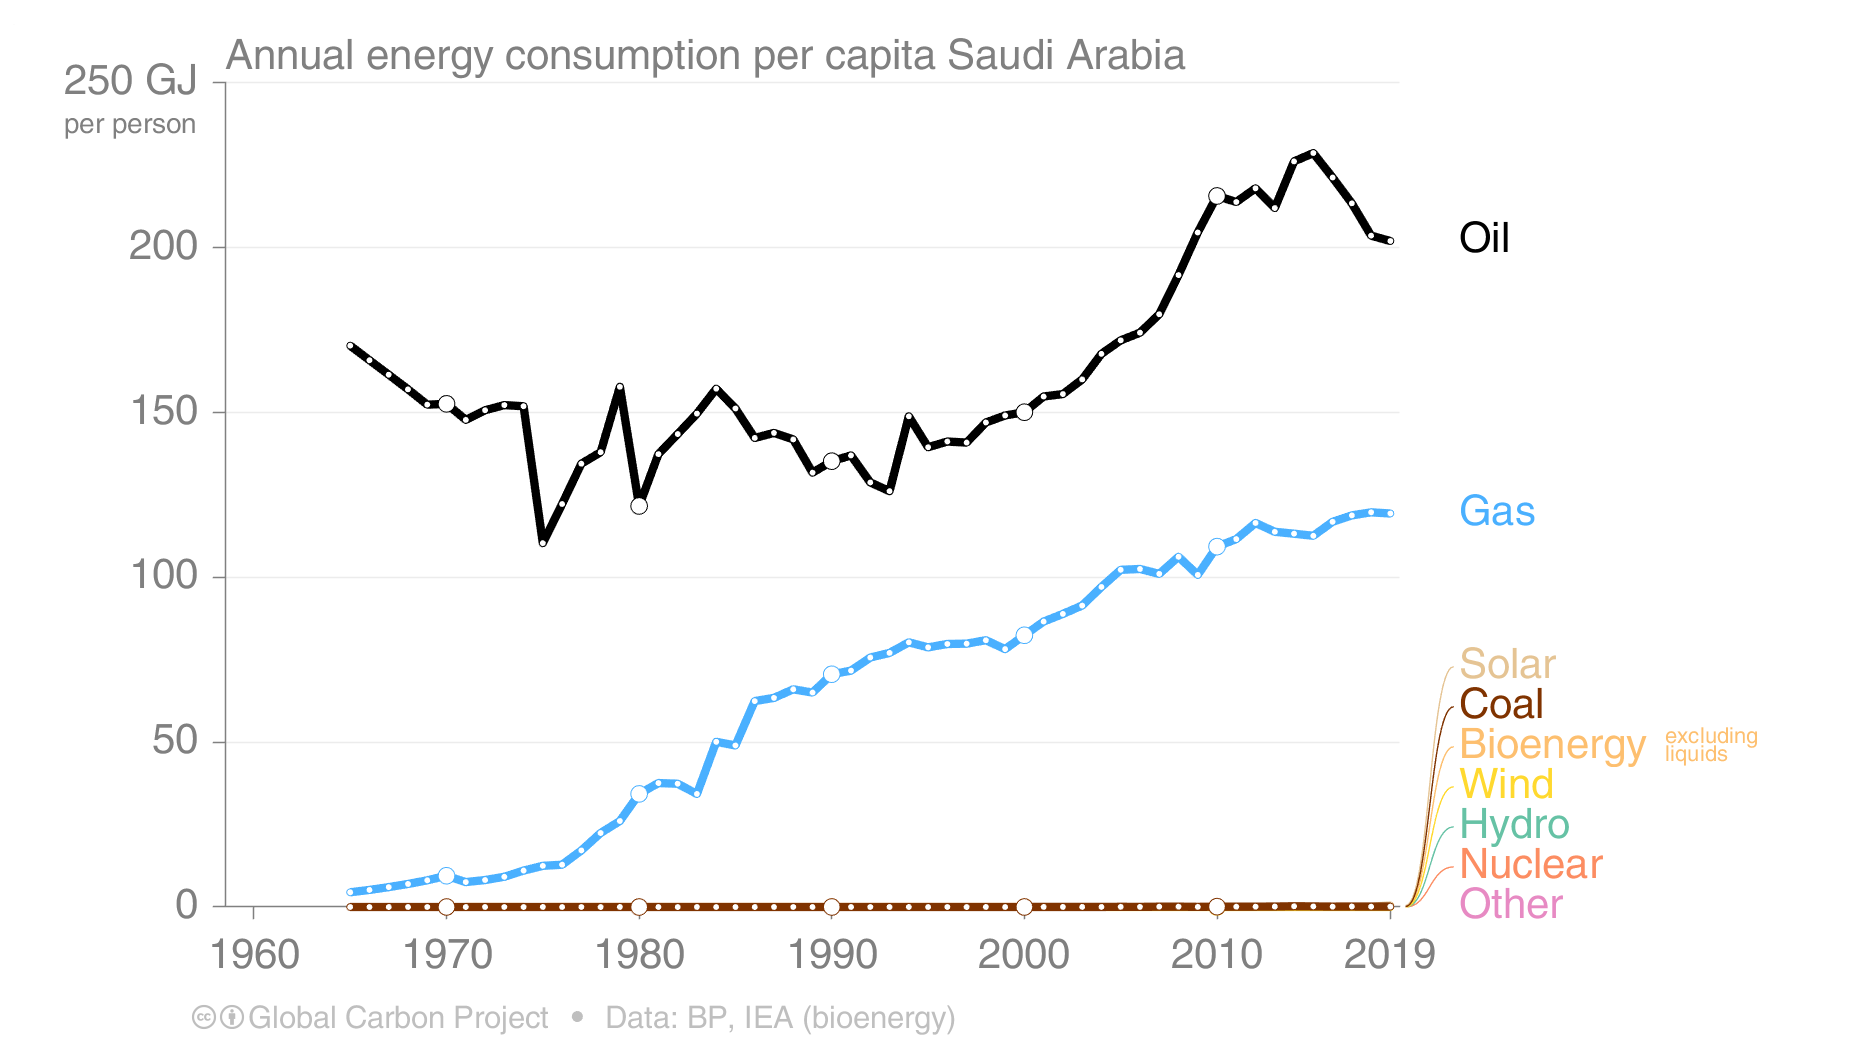 Annual energy consumption per capita Saudi Arabia
250 GJ
per person
200
150
100
50
0
1960 1970 1980 1990 2000 2010 2019
Oil
Gas
Solar
Coal
Bioenergy excluding liquids
Wind
Hydro
Nuclear
Other
cc Global Carbon Project • Data: BP, IEA (bioenergy)